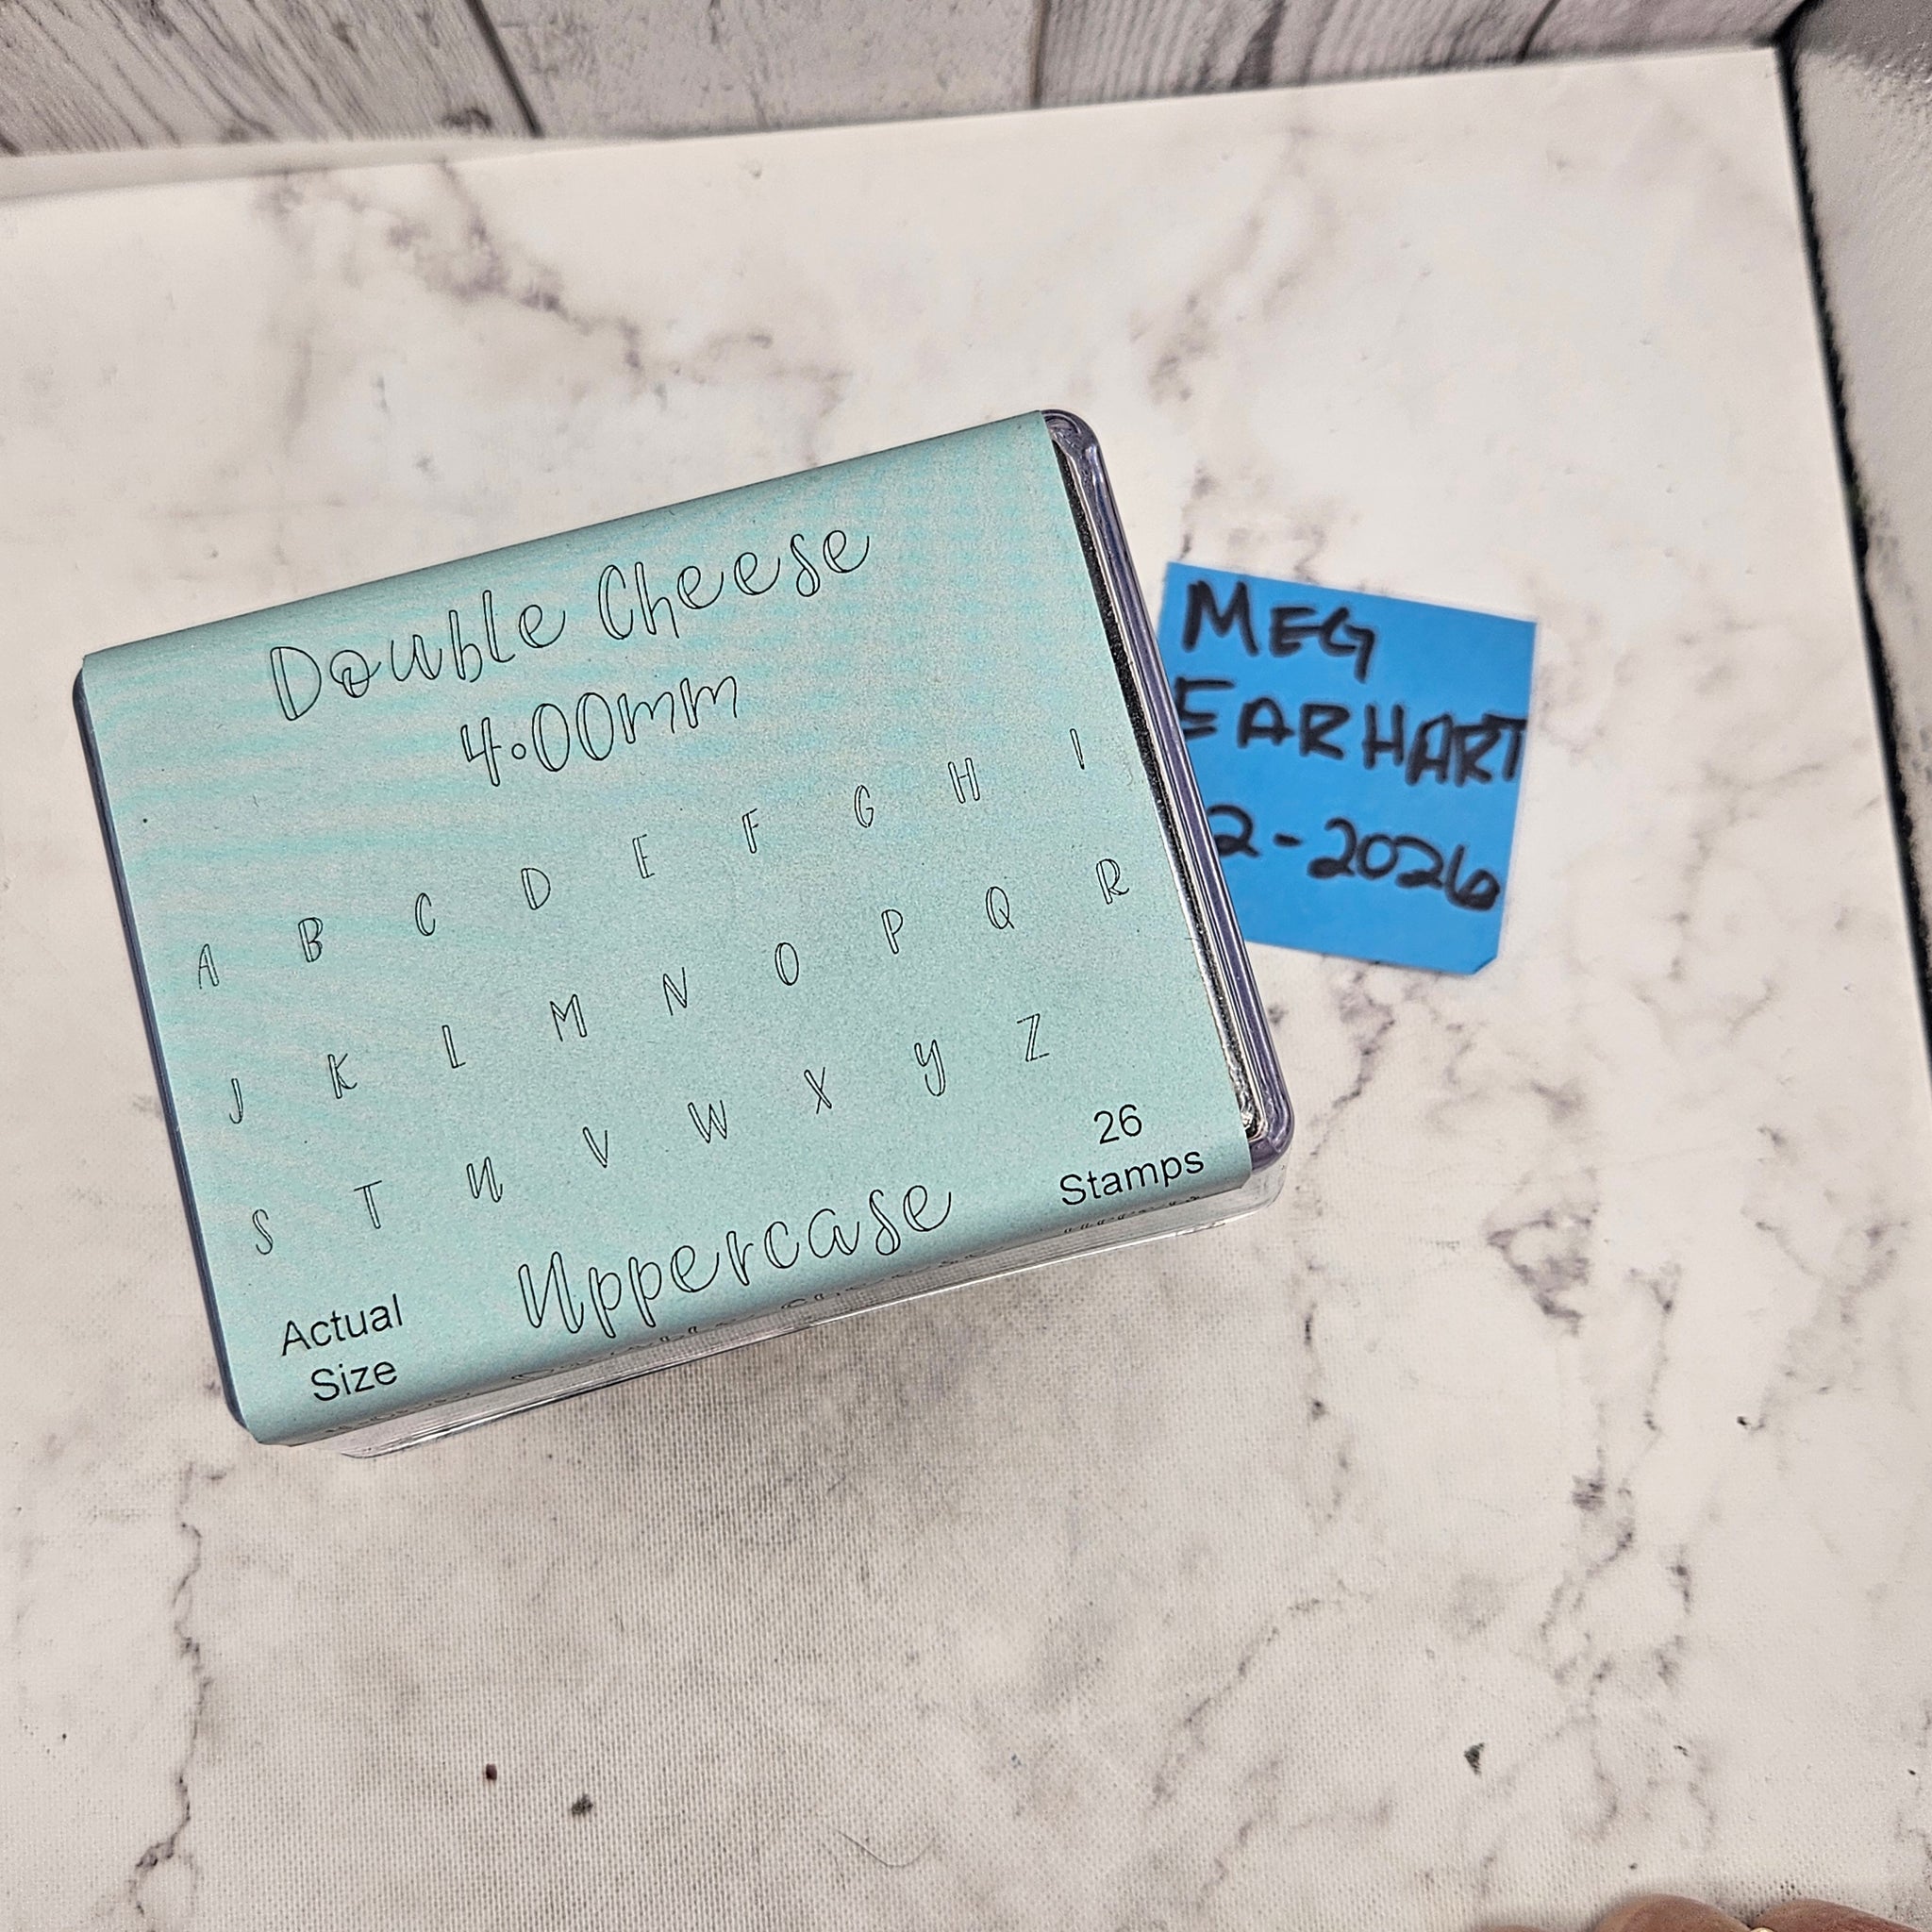 Double Cheese
4.00mm
A B C D E F G H I
J K L M N O P Q R
S T U V W X Y Z
Uppercase
Actual
Size
26
Stamps
MEG
EARHART
2-2026